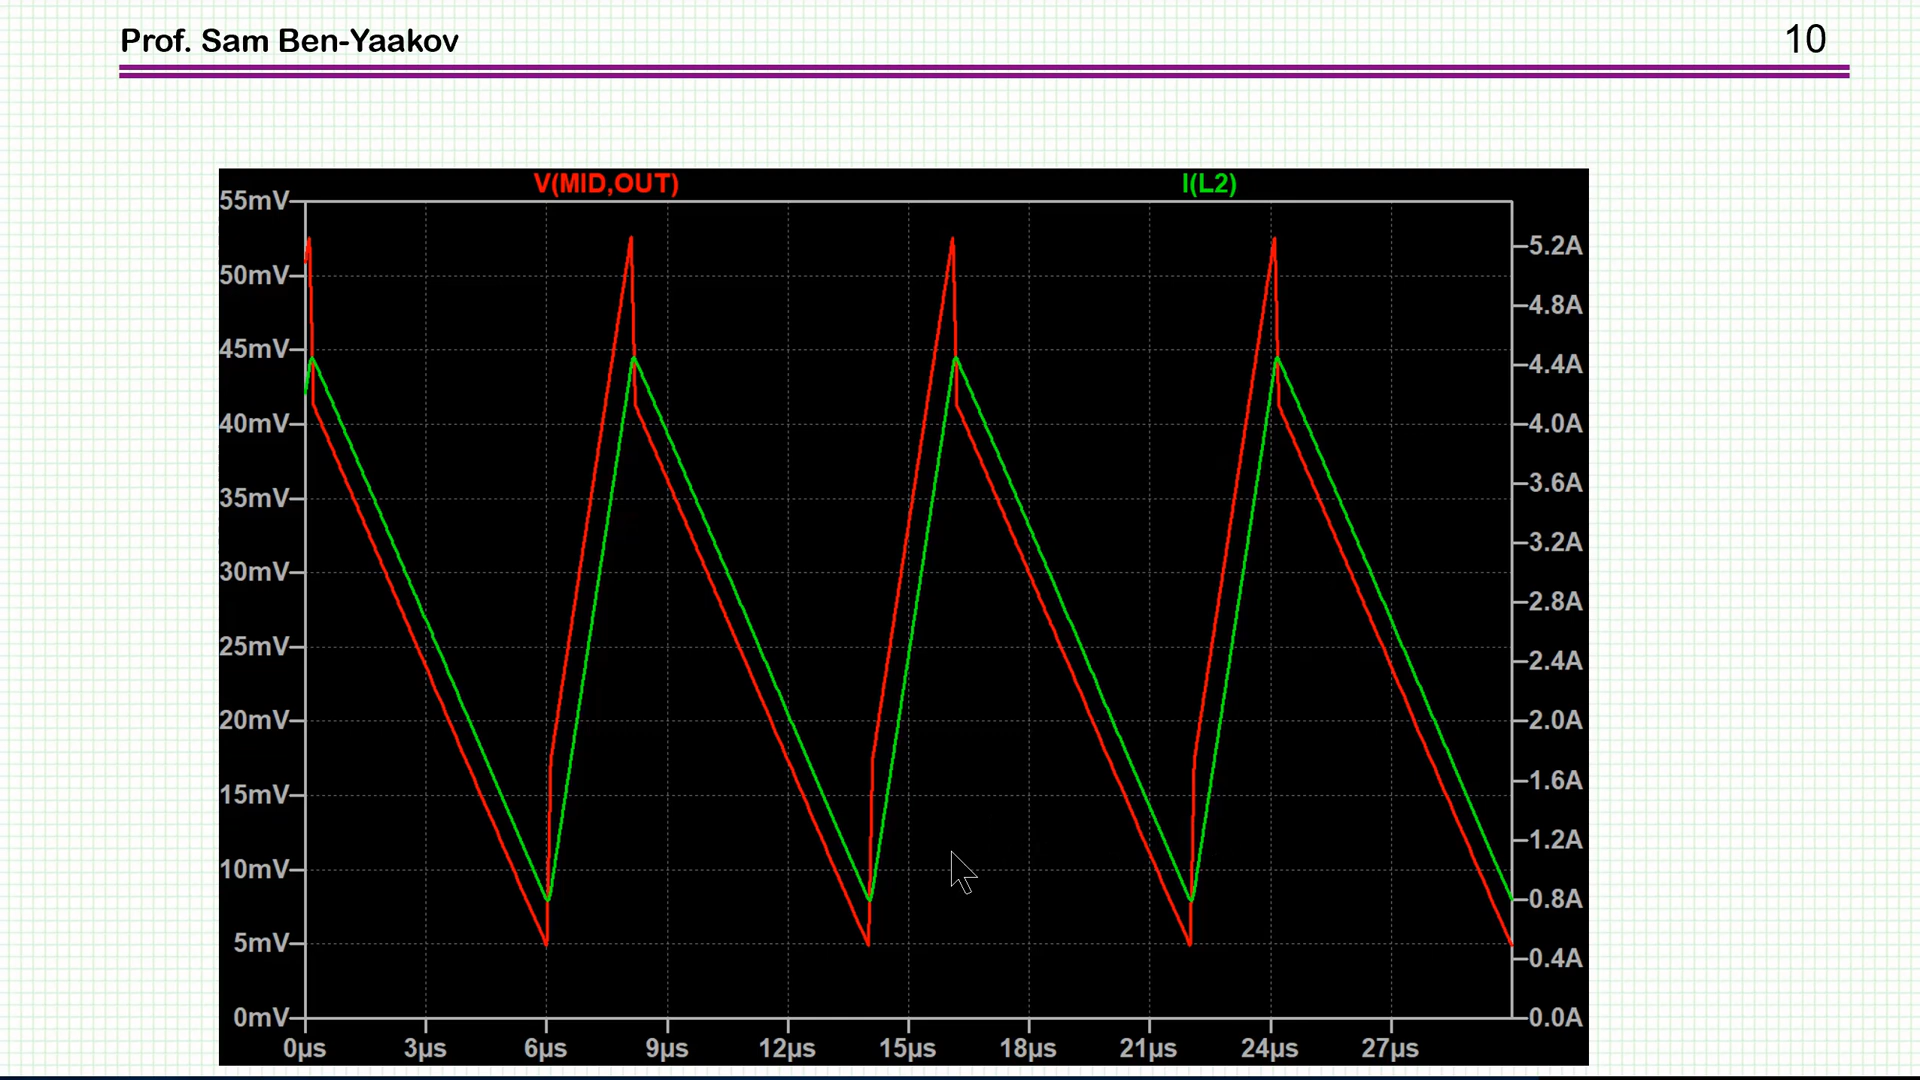 Prof. Sam Ben-Yaakov
10
V(MID,OUT)
I(L2)
55mV
50mV
45mV
40mV
35mV
30mV
25mV
20mV
15mV
10mV
5mV
0mV
5.2A
4.8A
4.4A
4.0A
3.6A
3.2A
2.8A
2.4A
2.0A
1.6A
1.2A
0.8A
0.4A
0.0A
0µs 3µs 6µs 9µs 12µs 15µs 18µs 21µs 24µs 27µs